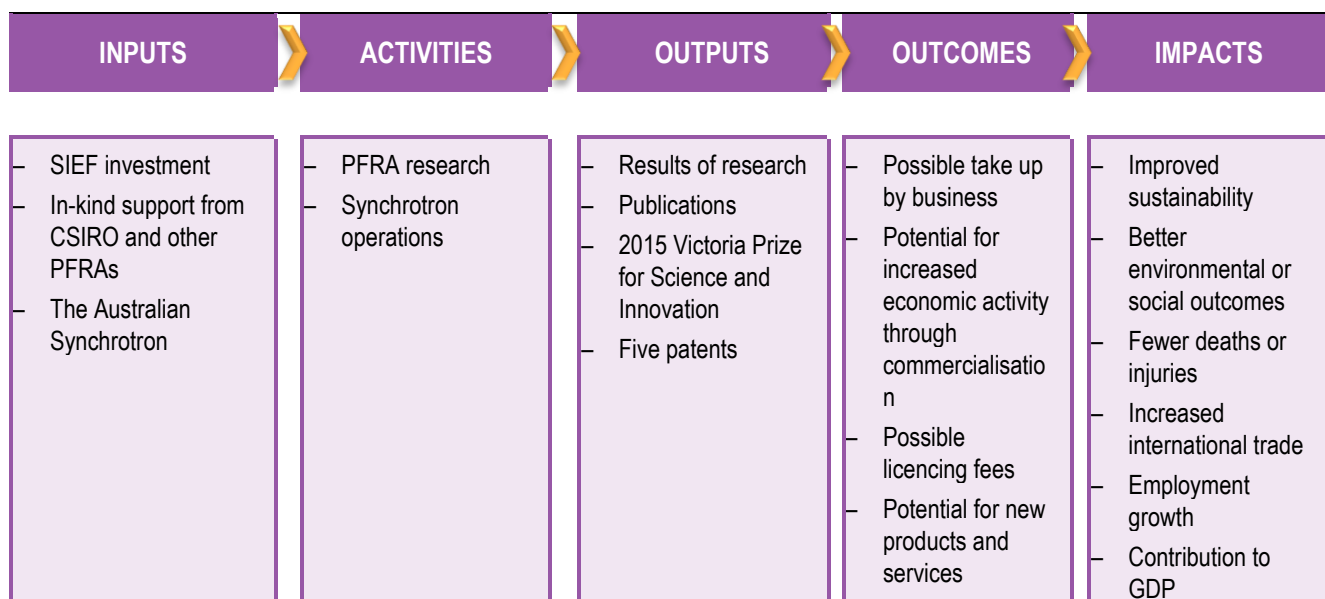 INPUTS
ACTIVITIES
OUTPUTS
OUTCOMES
IMPACTS
– SIEF investment
– In-kind support from
CSIRO and other
PFRAs
– The Australian
Synchrotron
– PFRA research
– Synchrotron
operations
– Results of research
– Publications
– 2015 Victoria Prize
for Science and
Innovation
– Five patents
– Possible take up
by business
– Potential for
increased
economic activity
through
commercialisatio
n
– Possible
licencing fees
– Potential for new
products and
services
– Improved
sustainability
– Better
environmental or
social outcomes
– Fewer deaths or
injuries
– Increased
international trade
– Employment
growth
– Contribution to
GDP